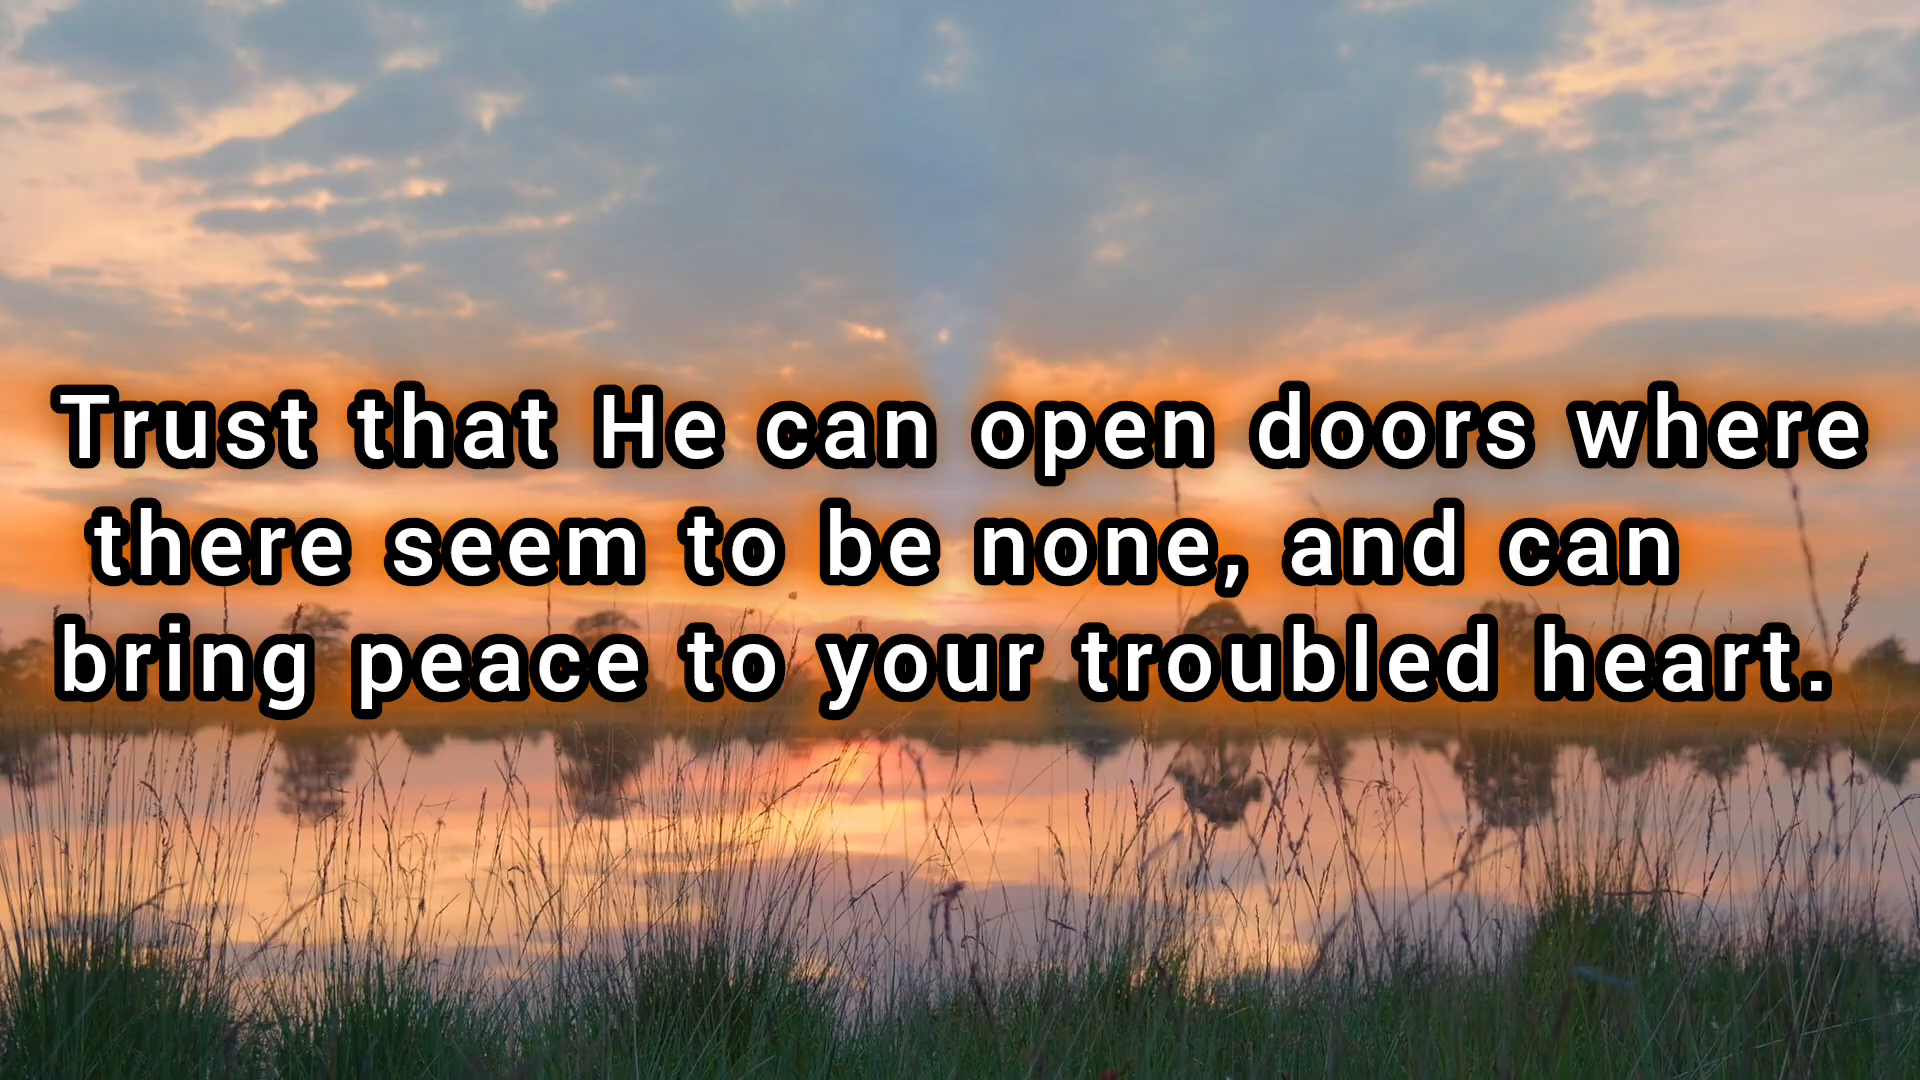 Trust that He can open doors where
there seem to be none, and can
bring peace to your troubled heart.